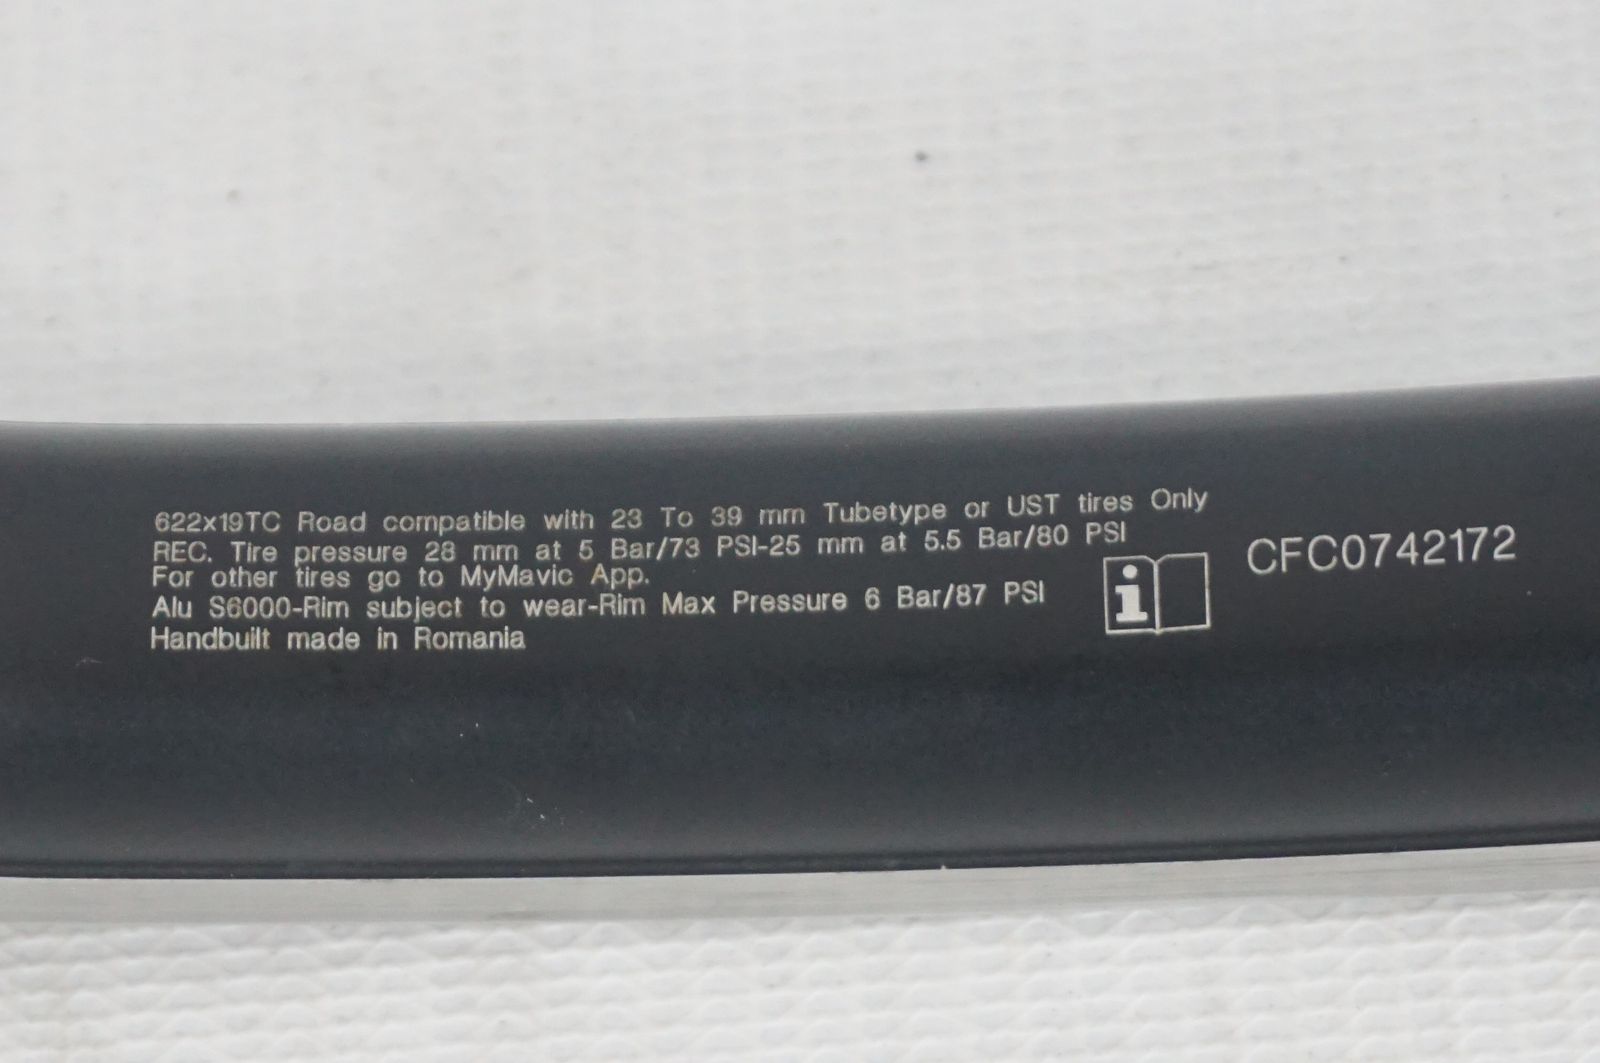 622x19TC Road compatible with 23 To 39 mm Tubetype or UST tires Only
REC. Tire pressure 28 mm at 5 Bar/73 PSI-25 mm at 5.5 Bar/80 PSI
For other tires go to MyMavic App.
Alu S6000-Rim subject to wear-Rim Max Pressure 6 Bar/87 PSI
Handbuilt made in Romania
i
CFC0742172